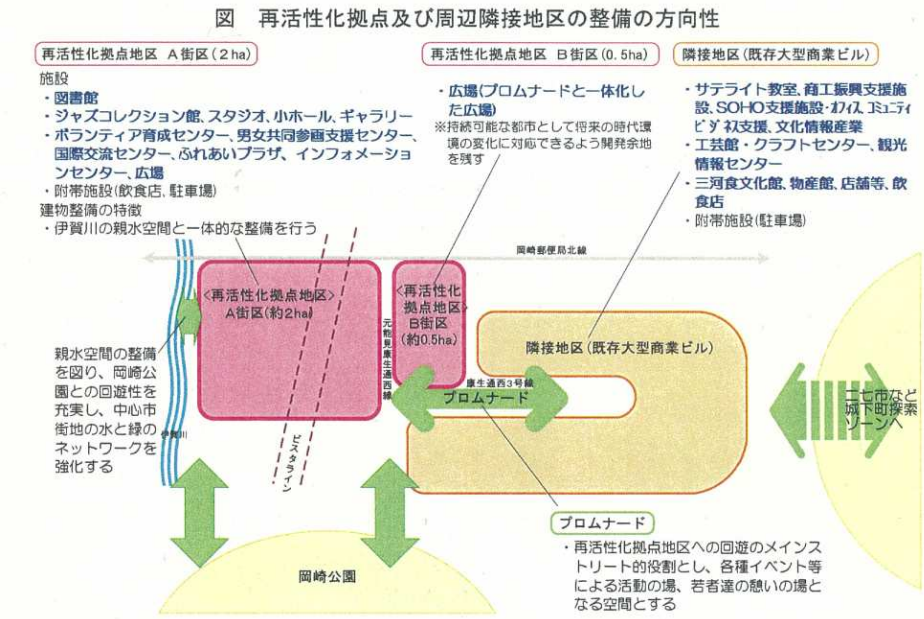 図 再活性化拠点及び周辺隣接地区の整備の方向性
再活性化拠点地区 A街区(2ha)
施設
・図書館
・ジャズコレクション館、スタジオ、小ホール、ギャラリー
・ボランティア育成センター、男女共同参画支援センター、
国際交流センター、ふれあいプラザ、インフォメーショ
ンセンター、広場
・附帯施設(飲食店、駐車場)
建物整備の特徴
・伊賀川の親水空間と一体的な整備を行う
再活性化拠点地区 B街区(0.5ha)
・広場(プロムナードと一体化し
た広場)
※持続可能な都市として将来の時代環
境の変化に対応できるよう開発余地
を残す
隣接地区(既存大型商業ビル)
・サテライト教室、商工振興支援施
設、SOHO支援施設・オフィス、コミュニティ
ビジネス支援、文化情報産業
・工芸館・クラフトセンター、観光
情報センター
・三河食文化館、物産館、店舗等、飲
食店
・附帯施設(駐車場)
岡崎郵便局北線
<再活性化拠点地区>
A街区(約2ha)
<再活性化
拠点地区>
B街区
(約0.5ha)
元能見康生通西線
隣接地区(既存大型商業ビル)
康生通西3号線
プロムナード
親水空間の整備
を図り、岡崎公
園との回遊性を
充実し、中心市
街地の水と緑の
ネットワークを
強化する
伊賀川
ビスタライン
二七市など
城下町探索
ゾーンへ
プロムナード
・再活性化拠点地区への回遊のメインス
トリート的役割とし、各種イベント等
による活動の場、若者達の憩いの場と
なる空間とする
岡崎公園